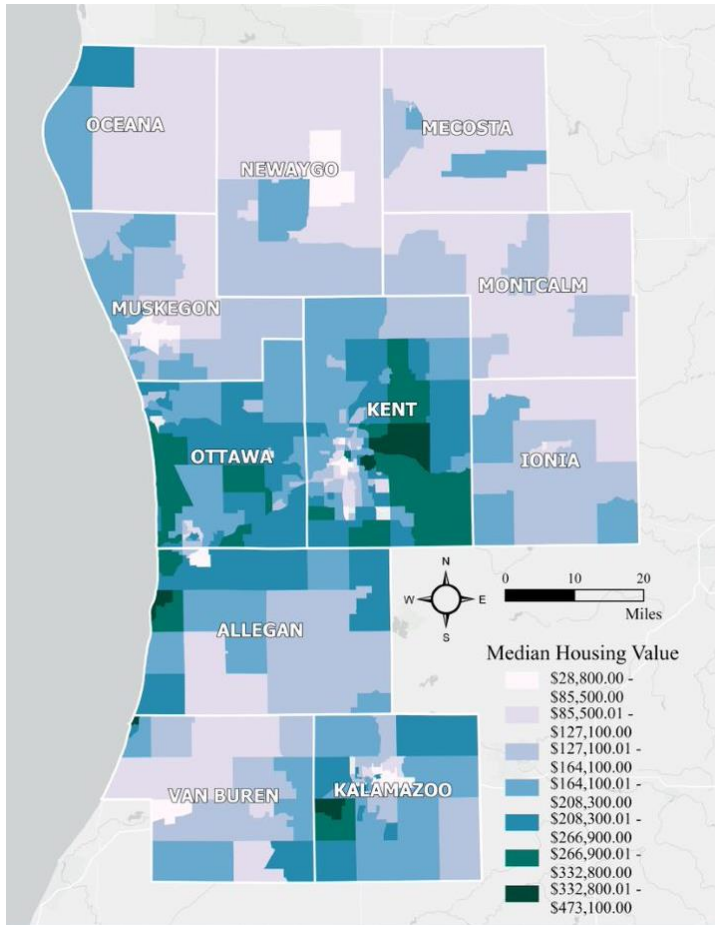 OCEANA
MECOSTA
NEWAYGO
MONTCALM
MUSKEGON
KENT
OTTAWA
IONIA
N
W E
S
0 10 20
Miles
ALLEGAN
Median Housing Value
$28,800.00 -
$85,500.00
$85,500.01 -
$127,100.00
$127,100.01 -
$164,100.00
$164,100.01 -
$208,300.00
$208,300.01 -
$266,900.00
$266,900.01 -
$332,800.00
$332,800.01 -
$473,100.00
VAN BUREN
KALAMAZOO